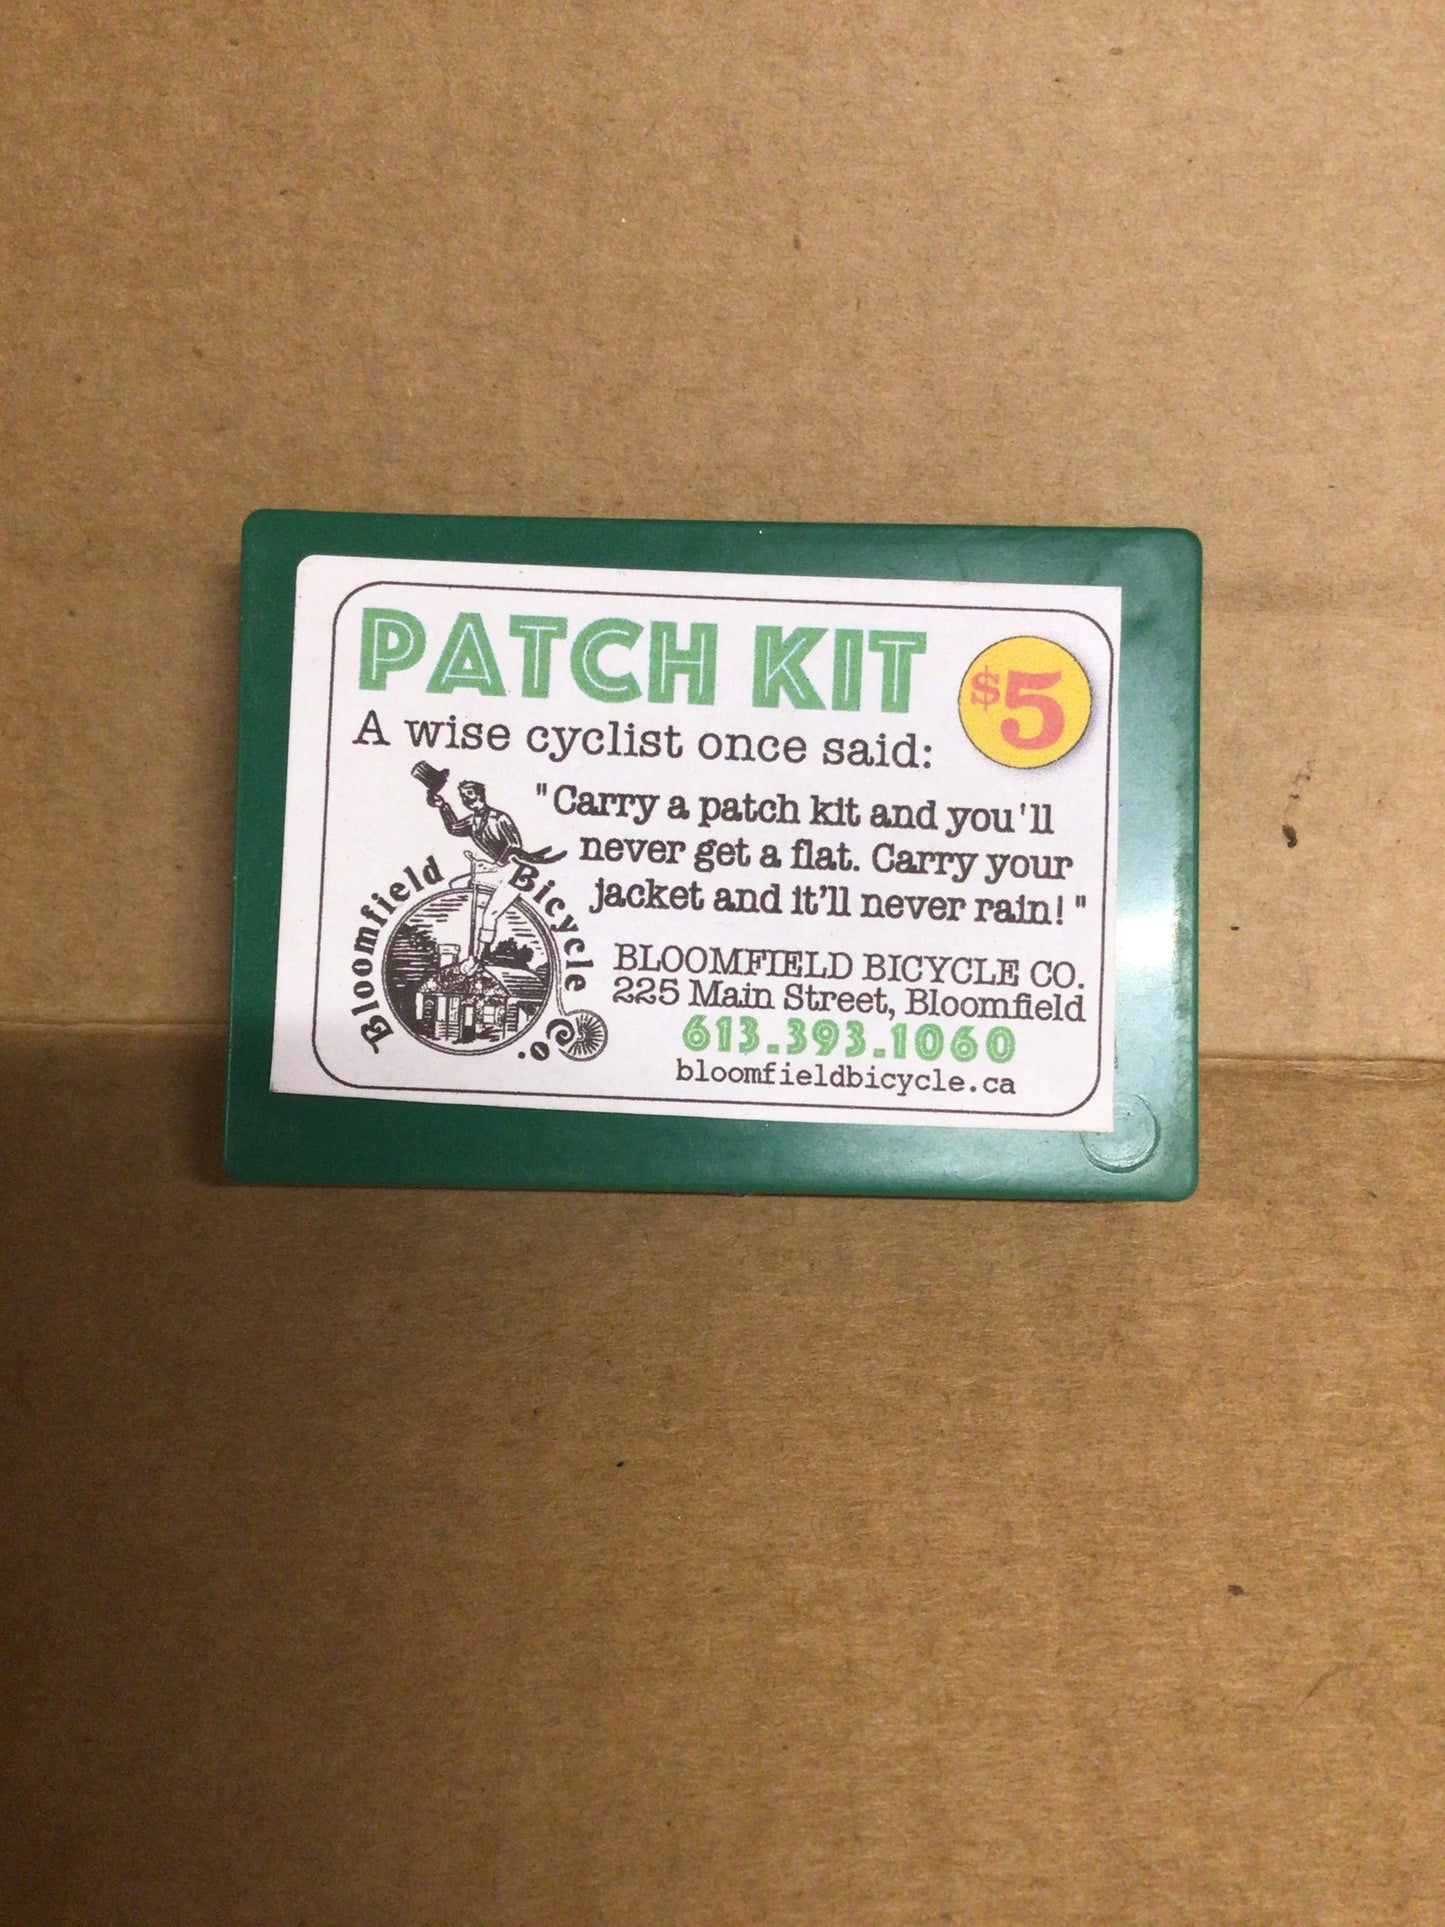 PATCH KIT
$5
A wise cyclist once said:
"Carry a patch kit and you'll
never get a flat. Carry your
jacket and it'll never rain!"
Bloomfield Bicycle Co.
BLOOMFIELD BICYCLE CO.
225 Main Street, Bloomfield
613.393.1060
bloomfieldbicycle.ca